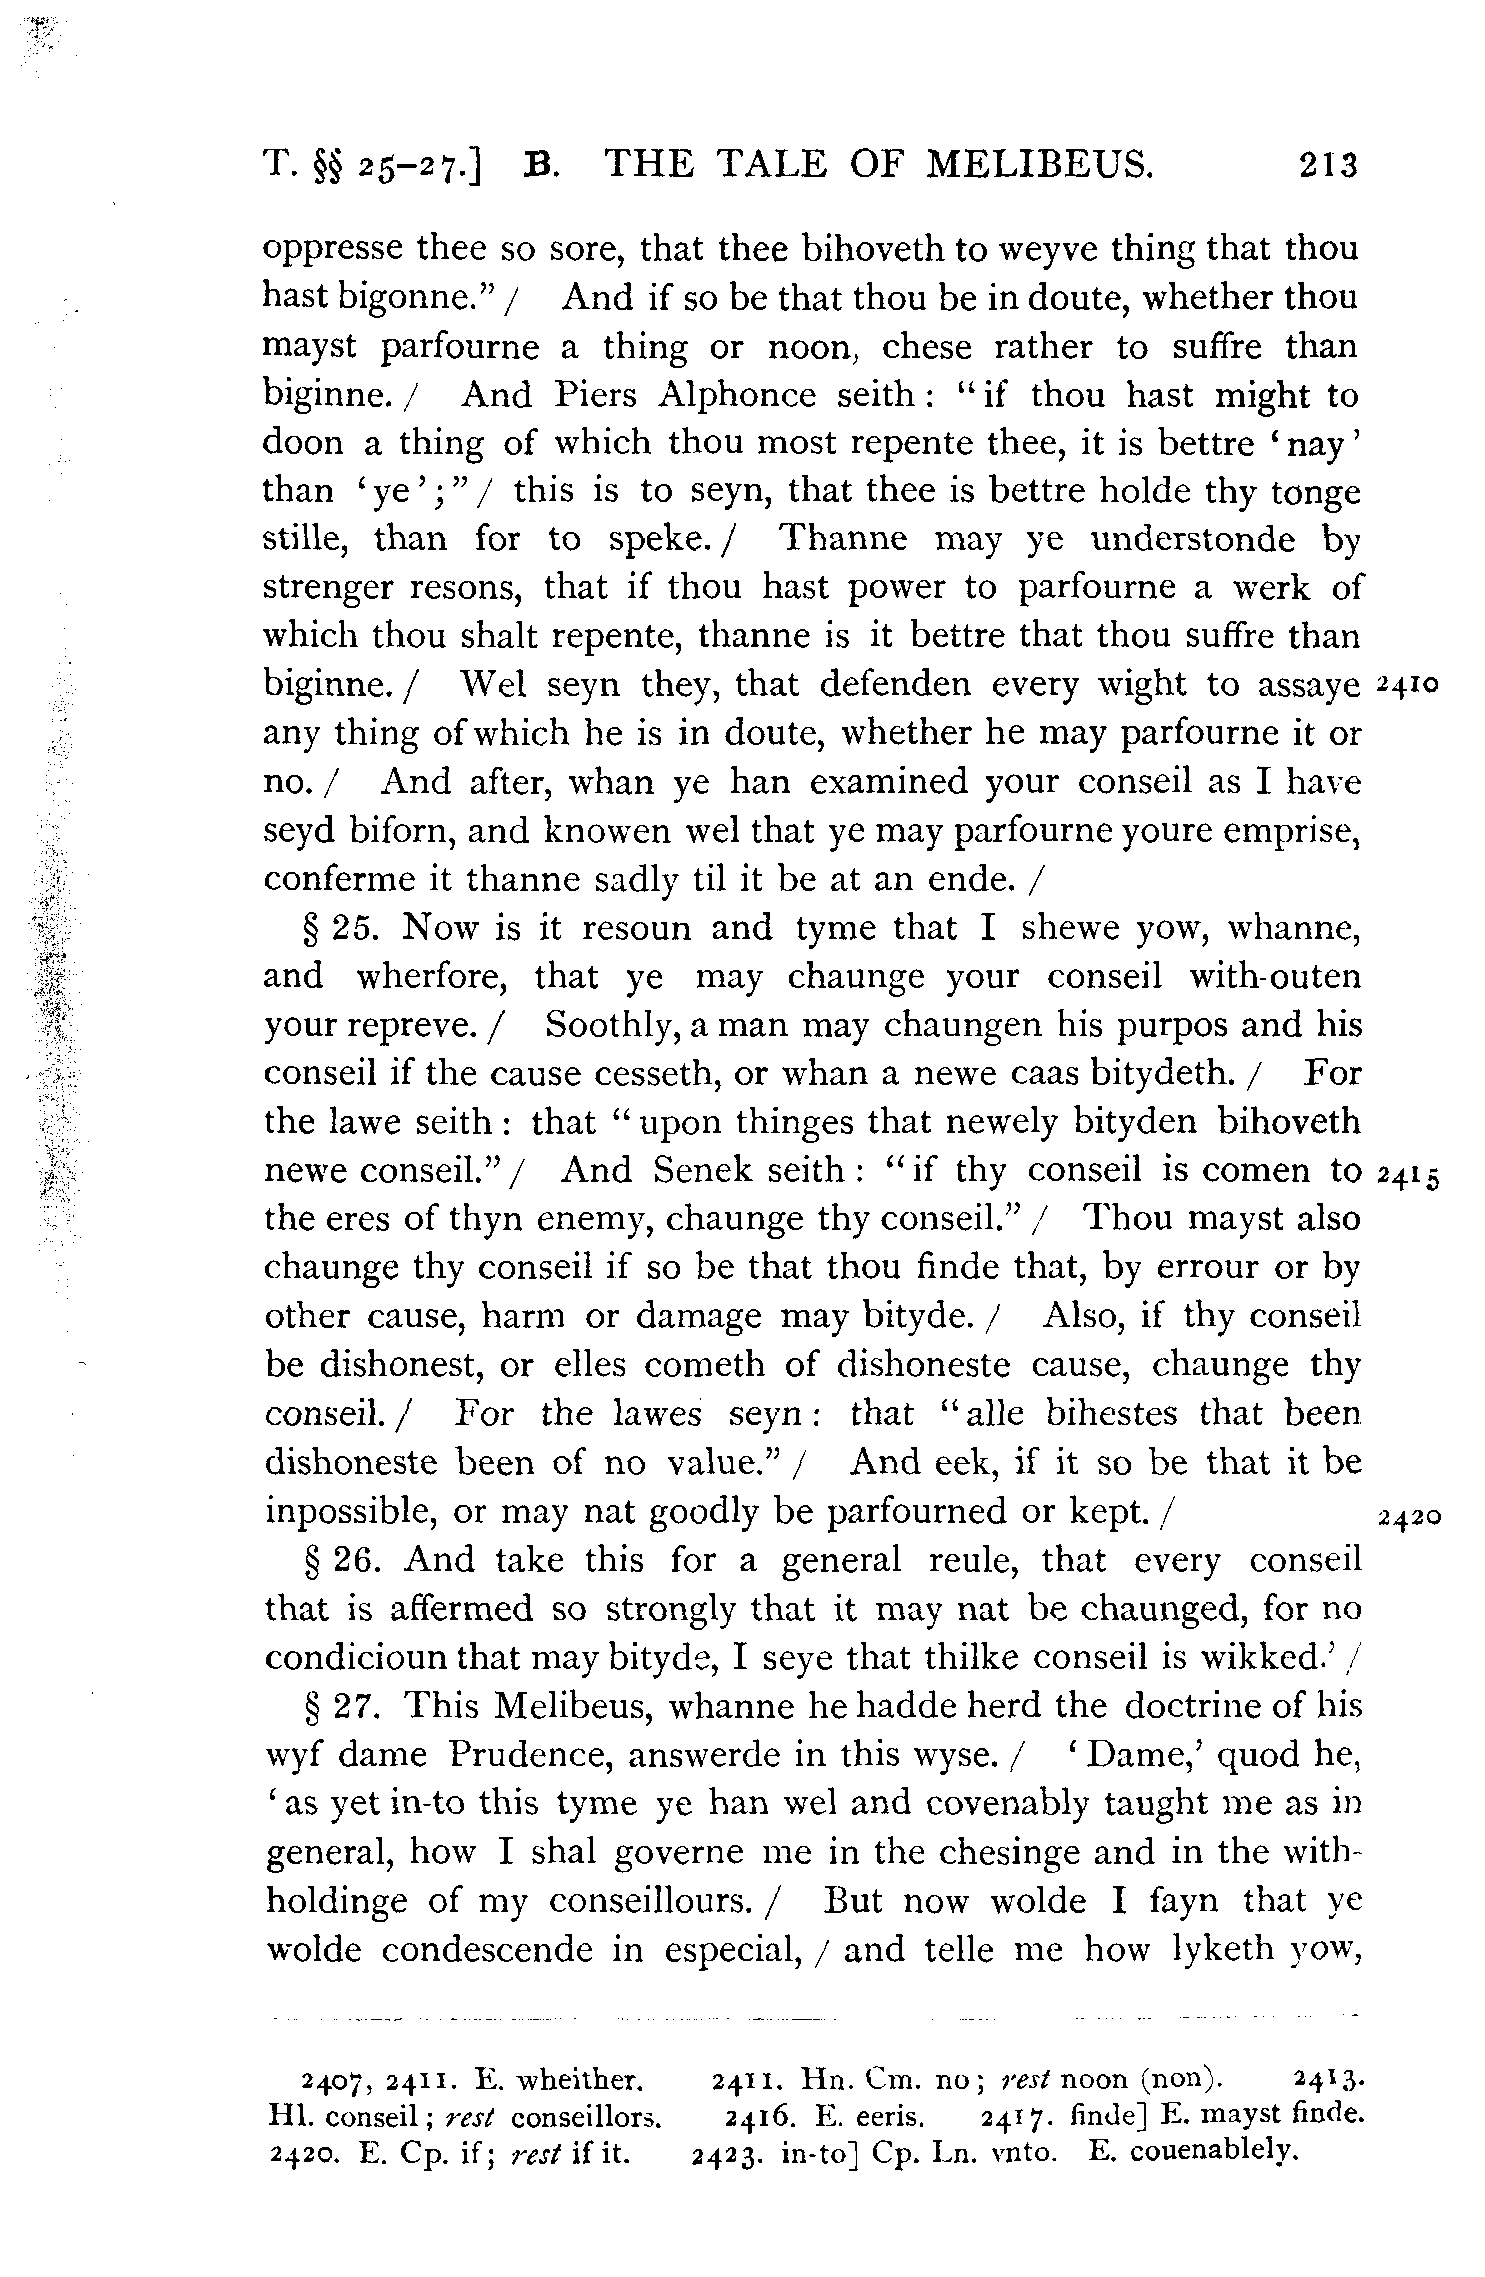 T. §§ 25–27.] B. THE TALE OF MELIBEUS. 213
oppresse thee so sore, that thee bihoveth to weyve thing that thou
hast bigonne.” / And if so be that thou be in doute, whether thou
mayst parfourne a thing or noon, chese rather to suffre than
biginne. / And Piers Alphonce seith : “if thou hast might to
doon a thing of which thou most repente thee, it is bettre ‘nay’
than ‘ye’;” / this is to seyn, that thee is bettre holde thy tonge
stille, than for to speke. / Thanne may ye understonde by
strenger resons, that if thou hast power to parfourne a werk of
which thou shalt repente, thanne is it bettre that thou suffre than
biginne. / Wel seyn they, that defenden every wight to assaye 2410
any thing of which he is in doute, whether he may parfourne it or
no. / And after, whan ye han examined your conseil as I have
seyd biforn, and knowen wel that ye may parfourne youre emprise,
conferme it thanne sadly til it be at an ende. /
§ 25. Now is it resoun and tyme that I shewe yow, whanne,
and wherfore, that ye may chaunge your conseil with-outen
your repreve. / Soothly, a man may chaungen his purpos and his
conseil if the cause cesseth, or whan a newe caas bitydeth. / For
the lawe seith : that “upon thinges that newely bityden bihoveth
newe conseil.” / And Senek seith : “if thy conseil is comen to 2415
the eres of thyn enemy, chaunge thy conseil.” / Thou mayst also
chaunge thy conseil if so be that thou finde that, by errour or by
other cause, harm or damage may bityde. / Also, if thy conseil
be dishonest, or elles cometh of dishoneste cause, chaunge thy
conseil. / For the lawes seyn : that “alle bihestes that been
dishoneste been of no value.” / And eek, if it so be that it be
inpossible, or may nat goodly be parfourned or kept. / 2420
§ 26. And take this for a general reule, that every conseil
that is affermed so strongly that it may nat be chaunged, for no
condicioun that may bityde, I seye that thilke conseil is wikked.’ /
§ 27. This Melibeus, whanne he hadde herd the doctrine of his
wyf dame Prudence, answerde in this wyse. / ‘Dame,’ quod he,
‘as yet in-to this tyme ye han wel and covenably taught me as in
general, how I shal governe me in the chesinge and in the with-
holdinge of my conseillours. / But now wolde I fayn that ye
wolde condescende in especial, / and telle me how lyketh yow,
2407, 2411. E. wheither. 2411. Hn. Cm. no; rest noon (non). 2413.
Hl. conseil; rest conseillors. 2416. E. eeris. 2417. finde] E. mayst finde.
2420. E. Cp. if; rest if it. 2423. in-to] Cp. Ln. vnto. E. couenablely.